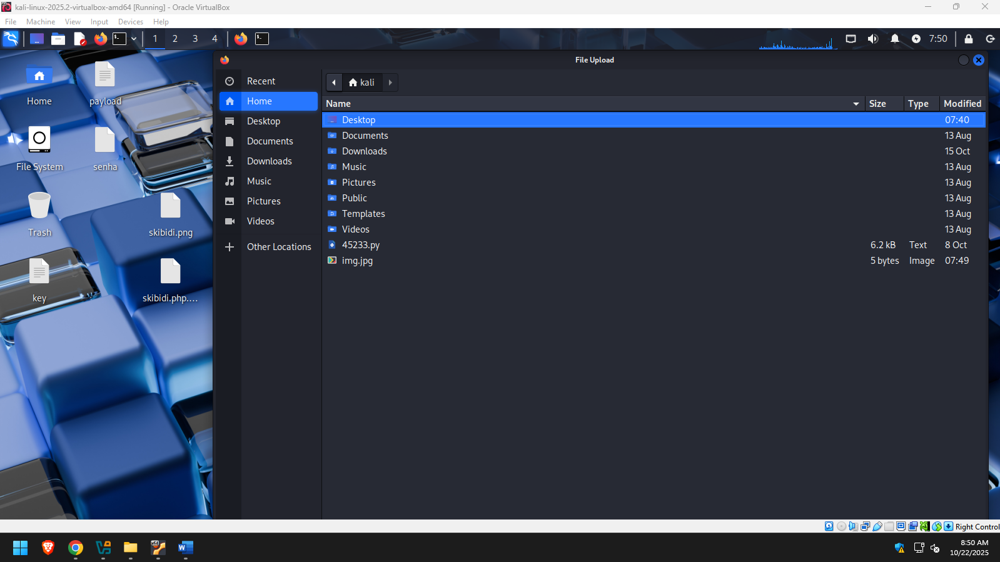 kali-linux-2025.2-virtualbox-amd64 [Running] - Oracle VirtualBox
File Machine View Input Devices Help
1 2 3 4 7:50
File Upload
Home
payload
File System
senha
Trash
skibidi.png
key
skibidi.php....
Recent
Home
Desktop
Documents
Downloads
Music
Pictures
Videos
Other Locations
kali
Name Size Type Modified
Desktop 07:40
Documents 13 Aug
Downloads 15 Oct
Music 13 Aug
Pictures 13 Aug
Public 13 Aug
Templates 13 Aug
Videos 13 Aug
45233.py 6.2 kB Text 8 Oct
img.jpg 5 bytes Image 07:49
Right Control
8:50 AM
10/22/2025